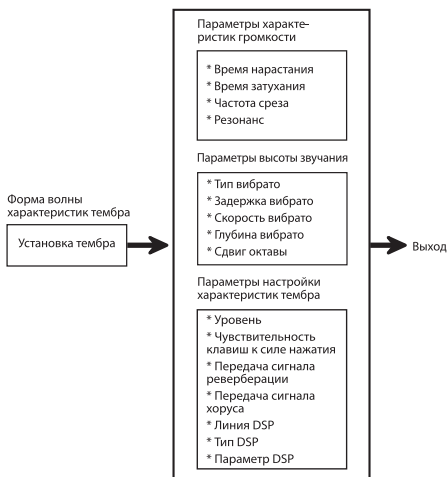 Параметры характе-
ристик громкости
* Время нарастания
* Время затухания
* Частота среза
* Резонанс
Параметры высоты звучания
* Тип вибрато
* Задержка вибрато
* Скорость вибрато
* Глубина вибрато
* Сдвиг октавы
Форма волны
характеристик тембра
Установка тембра
Выход
Параметры настройки
характеристик тембра
* Уровень
* Чувствительность
клавиш к силе нажатия
* Передача сигнала
реверберации
* Передача сигнала
хоруса
* Линия DSP
* Тип DSP
* Параметр DSP